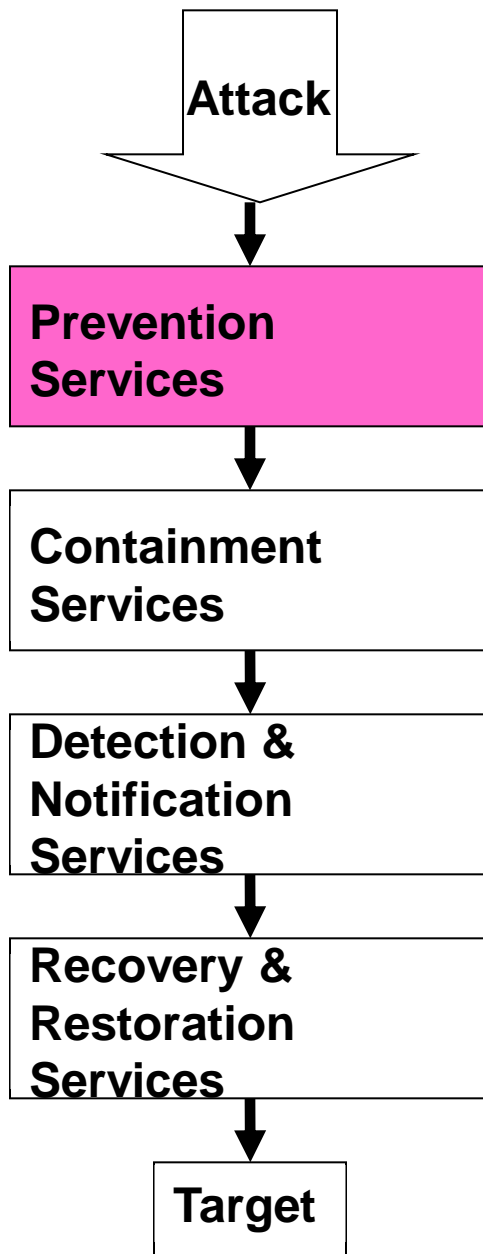 Attack
Prevention
Services
Containment
Services
Detection &
Notification
Services
Recovery &
Restoration
Services
Target